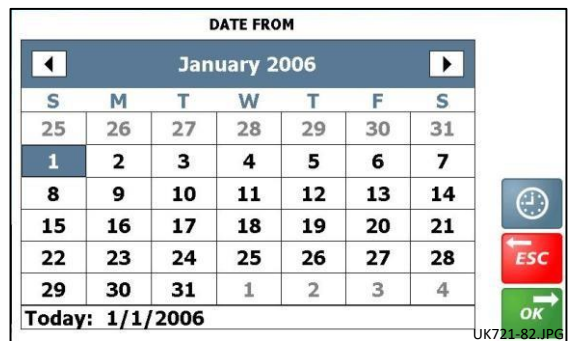 DATE FROM
January 2006
S M T W T F S
25 26 27 28 29 30 31
1 2 3 4 5 6 7
8 9 10 11 12 13 14
15 16 17 18 19 20 21
22 23 24 25 26 27 28
29 30 31 1 2 3 4
Today: 1/1/2006
ESC
OK
UK721-82.JPG